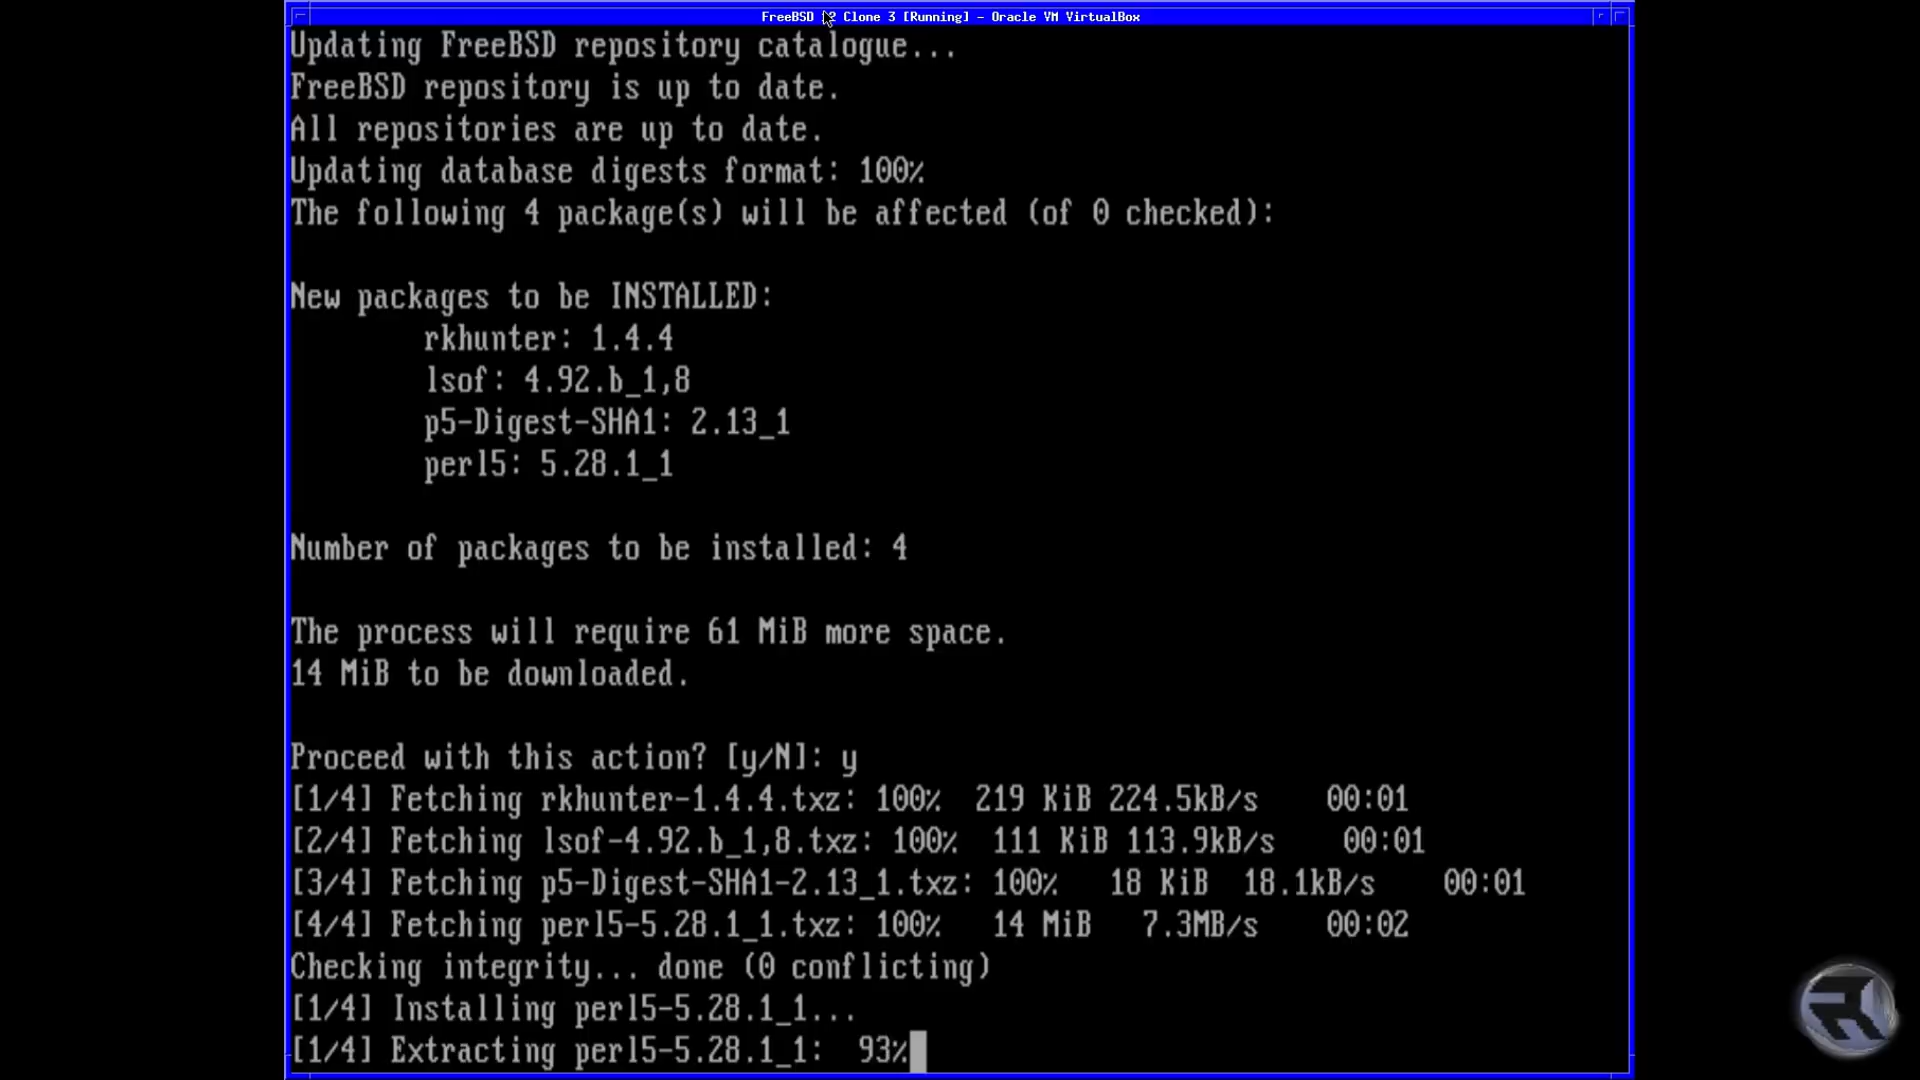 FreeBSD 12 Clone 3 [Running] - Oracle VM VirtualBox
Updating FreeBSD repository catalogue...
FreeBSD repository is up to date.
All repositories are up to date.
Updating database digests format: 100%
The following 4 package(s) will be affected (of 0 checked):
New packages to be INSTALLED:
rkhunter: 1.4.4
lsof: 4.92.b_1,8
p5-Digest-SHA1: 2.13_1
perl5: 5.28.1_1
Number of packages to be installed: 4
The process will require 61 MiB more space.
14 MiB to be downloaded.
Proceed with this action? [y/N]: y
[1/4] Fetching rkhunter-1.4.4.txz: 100%  219 KiB 224.5kB/s    00:01
[2/4] Fetching lsof-4.92.b_1,8.txz: 100%  111 KiB 113.9kB/s    00:01
[3/4] Fetching p5-Digest-SHA1-2.13_1.txz: 100%   18 KiB  18.1kB/s    00:01
[4/4] Fetching perl5-5.28.1_1.txz: 100%   14 MiB   7.3MB/s    00:02
Checking integrity... done (0 conflicting)
[1/4] Installing perl5-5.28.1_1...
[1/4] Extracting perl5-5.28.1_1:  93%